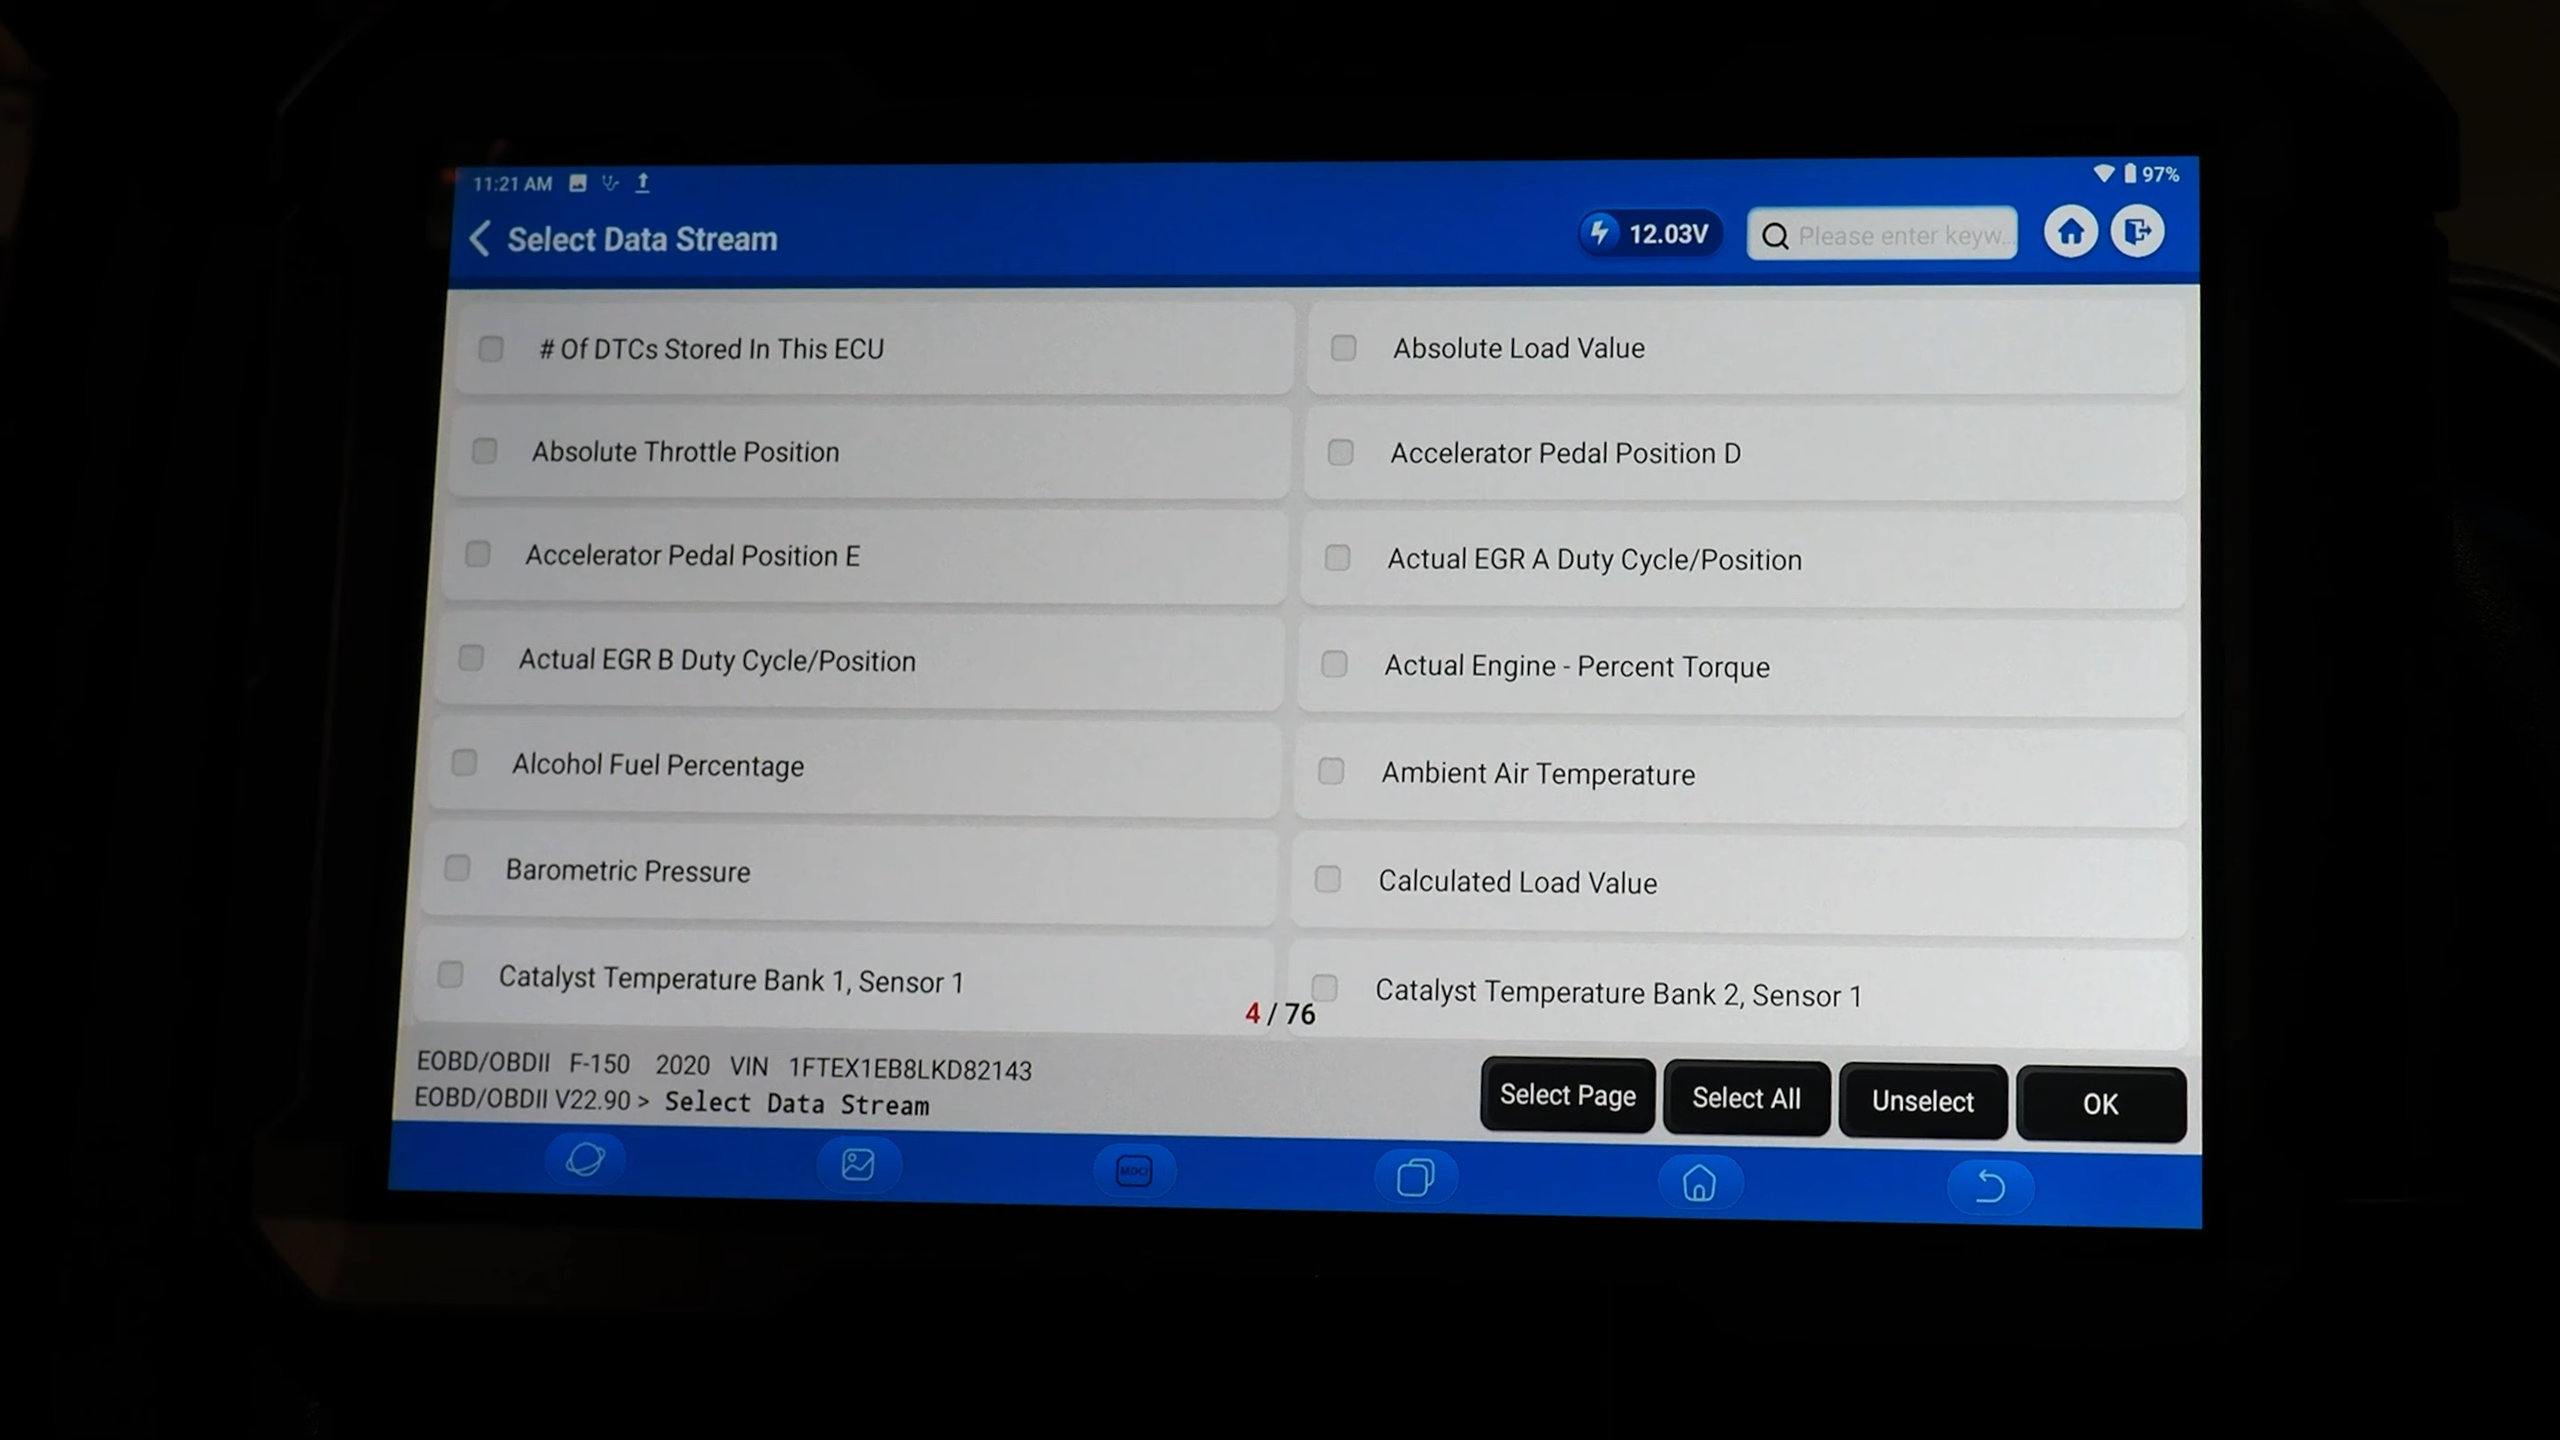 11:21 AM
97%
Select Data Stream
12.03V
Please enter keyw...
# Of DTCs Stored In This ECU
Absolute Load Value
Absolute Throttle Position
Accelerator Pedal Position D
Accelerator Pedal Position E
Actual EGR A Duty Cycle/Position
Actual EGR B Duty Cycle/Position
Actual Engine - Percent Torque
Alcohol Fuel Percentage
Ambient Air Temperature
Barometric Pressure
Calculated Load Value
Catalyst Temperature Bank 1, Sensor 1
Catalyst Temperature Bank 2, Sensor 1
4 / 76
EOBD/OBDII F-150 2020 VIN 1FTEX1EB8LKD82143
EOBD/OBDII V22.90 > Select Data Stream
Select Page
Select All
Unselect
OK